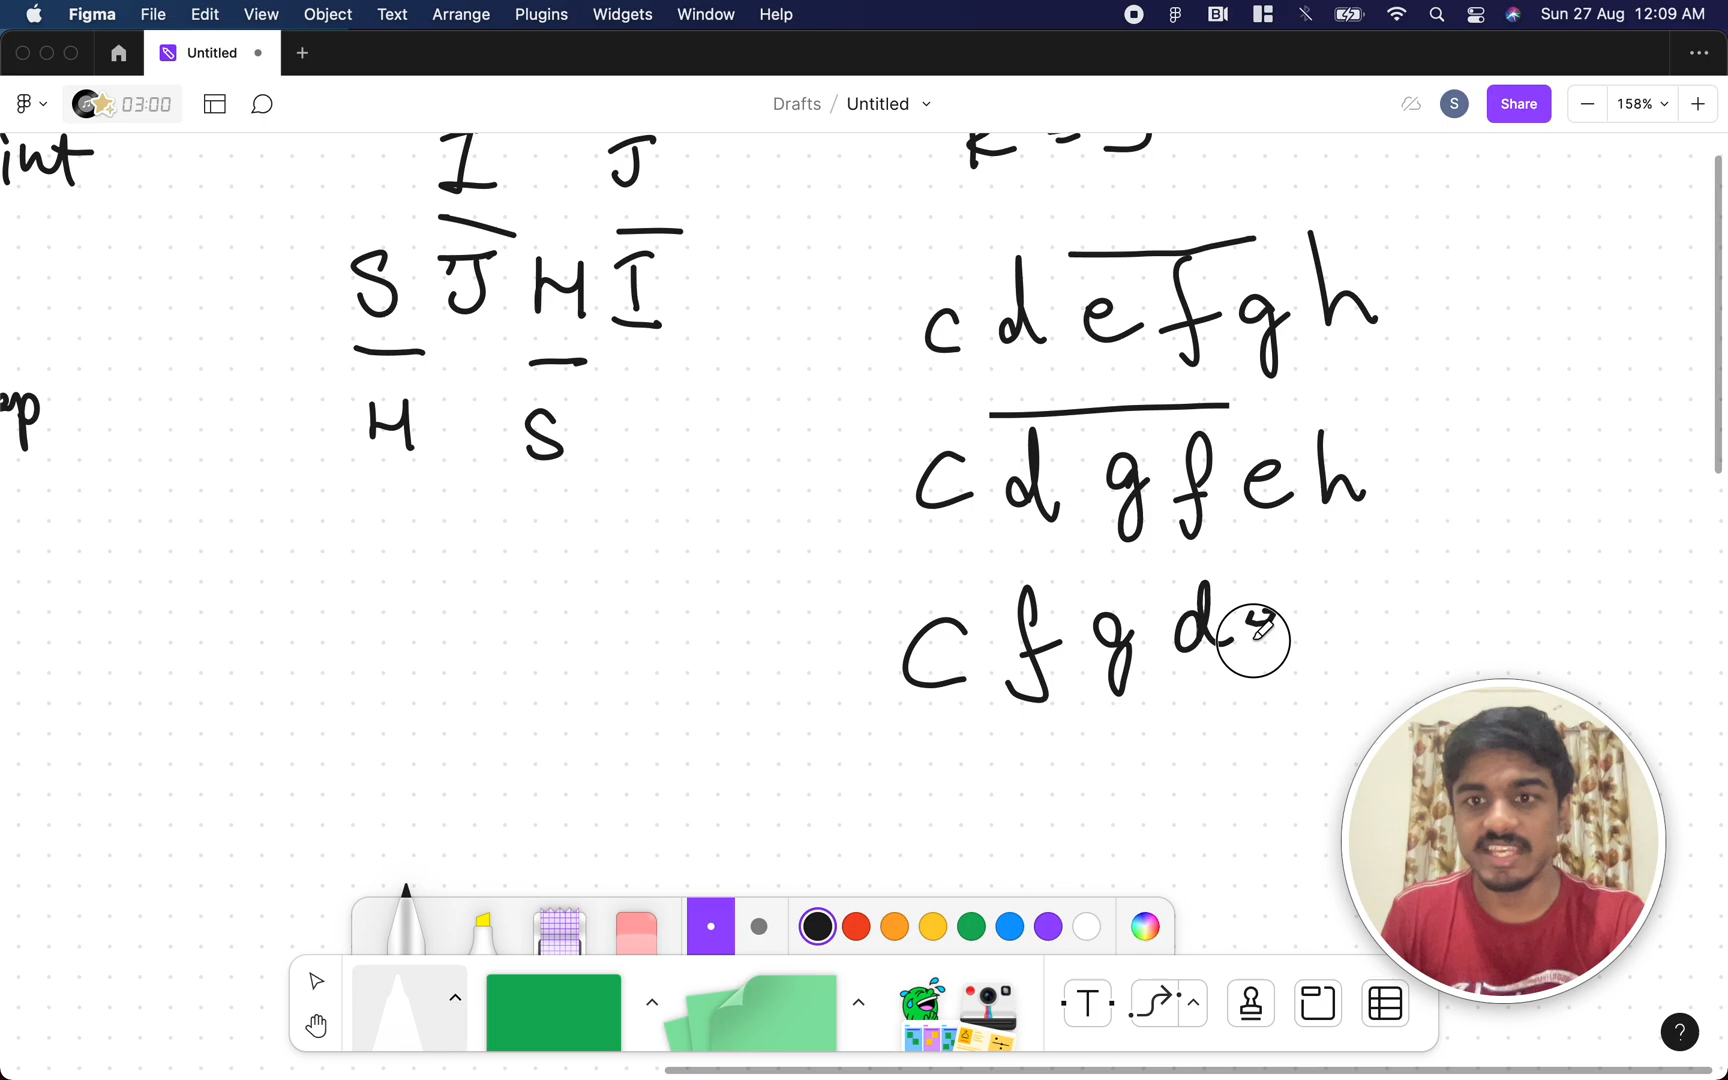 Figma File Edit View Object Text Arrange Plugins Widgets Window Help Sun 27 Aug 12:09 AM
Untitled
03:00 Drafts / Untitled S Share 158%
int I J
S J H I
H S
c d e f g h
c d g f e h
c f g d
T
?